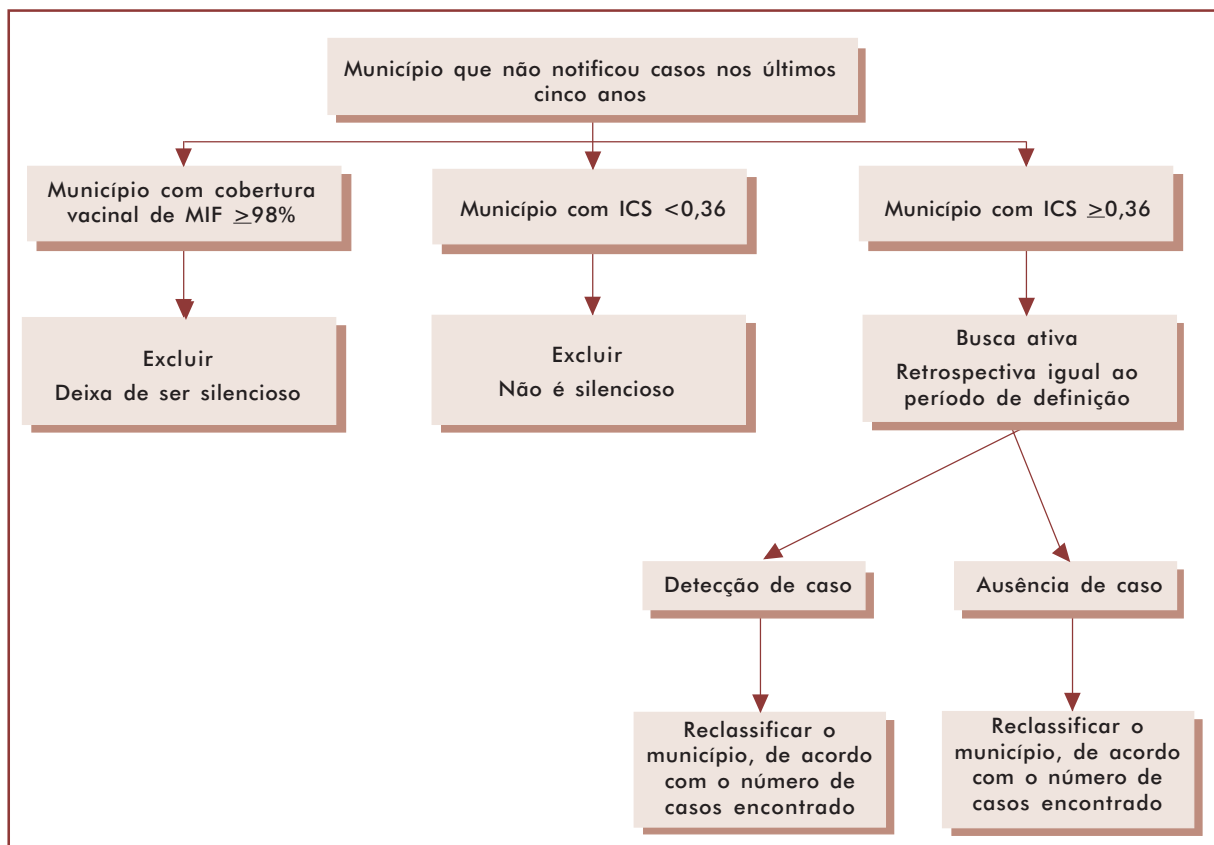 Município que não notificou casos nos últimos
cinco anos
Município com cobertura
vacinal de MIF ≥98%
Município com ICS <0,36
Município com ICS ≥0,36
Excluir
Deixa de ser silencioso
Excluir
Não é silencioso
Busca ativa
Retrospectiva igual ao
período de definição
Detecção de caso
Ausência de caso
Reclassificar o
município, de acordo
com o número de
casos encontrado
Reclassificar o
município, de acordo
com o número de
casos encontrado